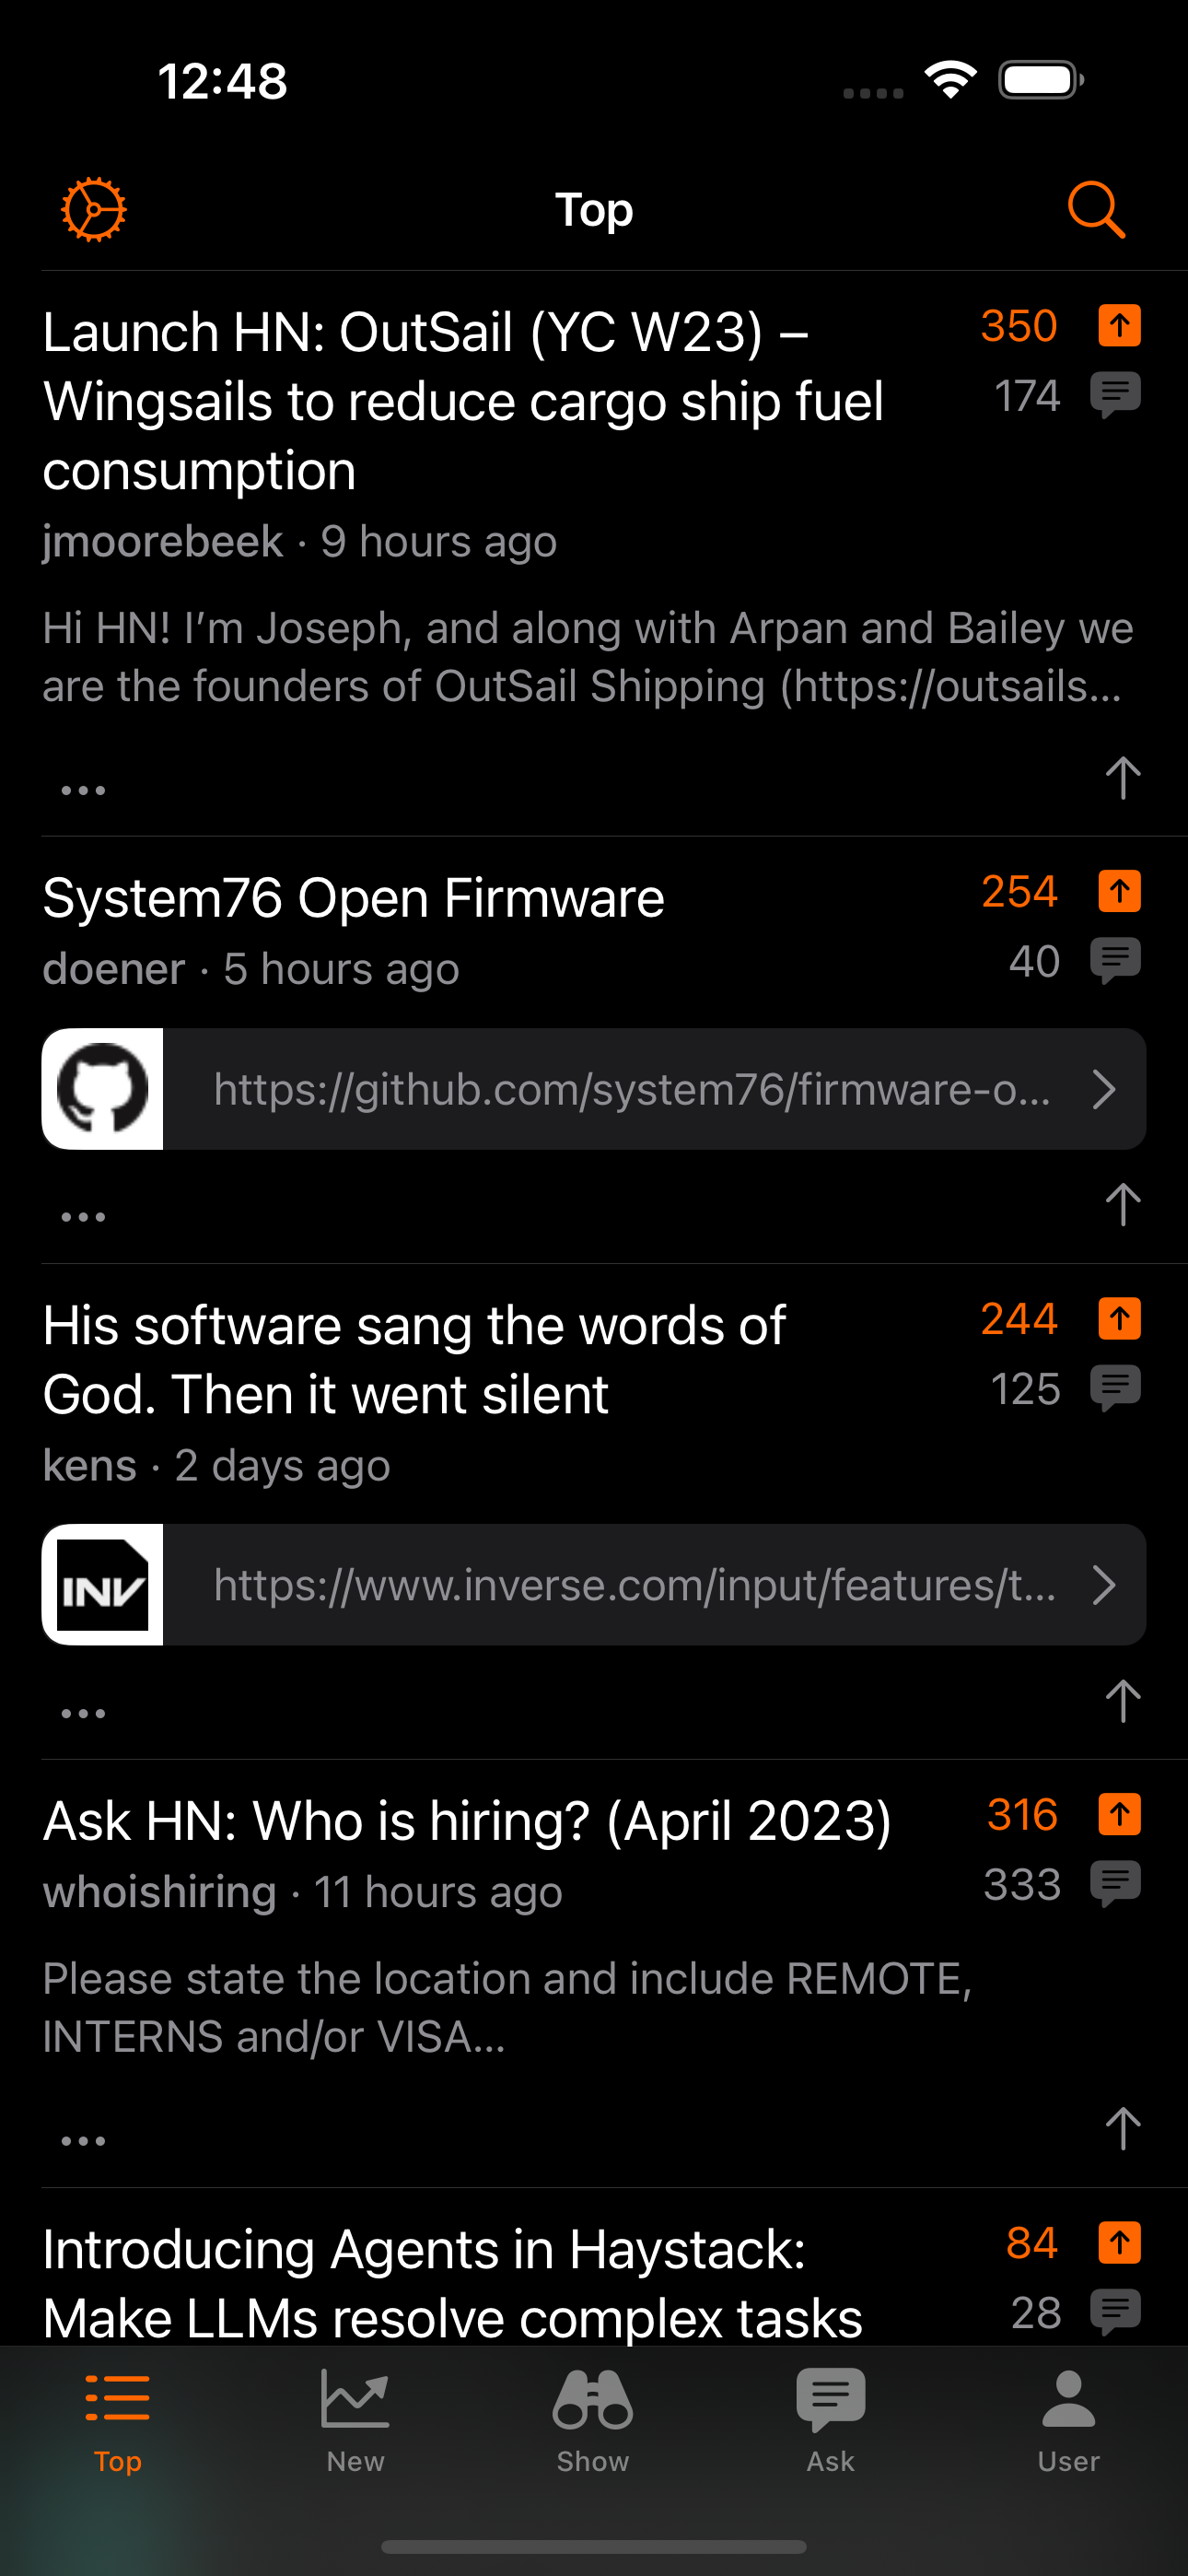 12:48
Top
Launch HN: OutSail (YC W23) –
Wingsails to reduce cargo ship fuel
consumption
350
174
jmoorebeek · 9 hours ago
Hi HN! I’m Joseph, and along with Arpan and Bailey we
are the founders of OutSail Shipping (https://outsails...
...
System76 Open Firmware
254
doener · 5 hours ago
40
https://github.com/system76/firmware-o...
...
His software sang the words of
God. Then it went silent
244
125
kens · 2 days ago
INV
https://www.inverse.com/input/features/t...
...
Ask HN: Who is hiring? (April 2023)
316
whoishiring · 11 hours ago
333
Please state the location and include REMOTE,
INTERNS and/or VISA...
...
Introducing Agents in Haystack:
Make LLMs resolve complex tasks
84
28
Top
New
Show
Ask
User